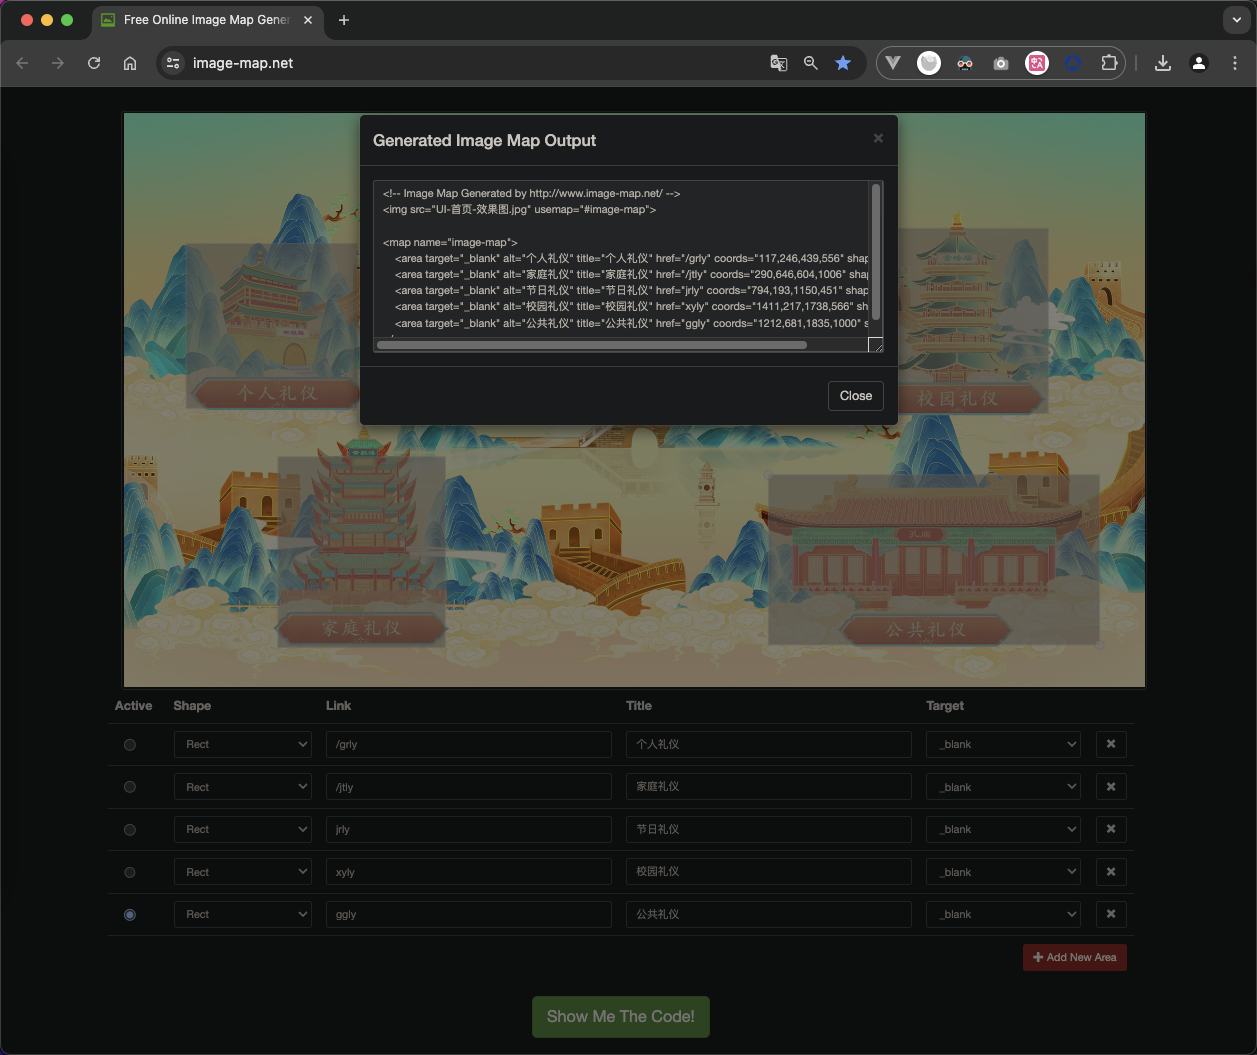 Free Online Image Map Gener
image-map.net
Generated Image Map Output
<!-- Image Map Generated by http://www.image-map.net/ -->
<img src="UI-首页-效果图.jpg" usemap="#image-map">
<map name="image-map">
<area target="_blank" alt="个人礼仪" title="个人礼仪" href="/grly" coords="117,246,439,556" shap
<area target="_blank" alt="家庭礼仪" title="家庭礼仪" href="/jtly" coords="290,646,604,1006" shap
<area target="_blank" alt="节日礼仪" title="节日礼仪" href="jrly" coords="794,193,1150,451" shap
<area target="_blank" alt="校园礼仪" title="校园礼仪" href="xyly" coords="1411,217,1738,566" sh
<area target="_blank" alt="公共礼仪" title="公共礼仪" href="ggly" coords="1212,681,1835,1000" s
Close
个人礼仪
校园礼仪
家庭礼仪
公共礼仪
Active Shape Link Title Target
Rect /grly 个人礼仪 _blank
Rect /jtly 家庭礼仪 _blank
Rect jrly 节日礼仪 _blank
Rect xyly 校园礼仪 _blank
Rect ggly 公共礼仪 _blank
Add New Area
Show Me The Code!